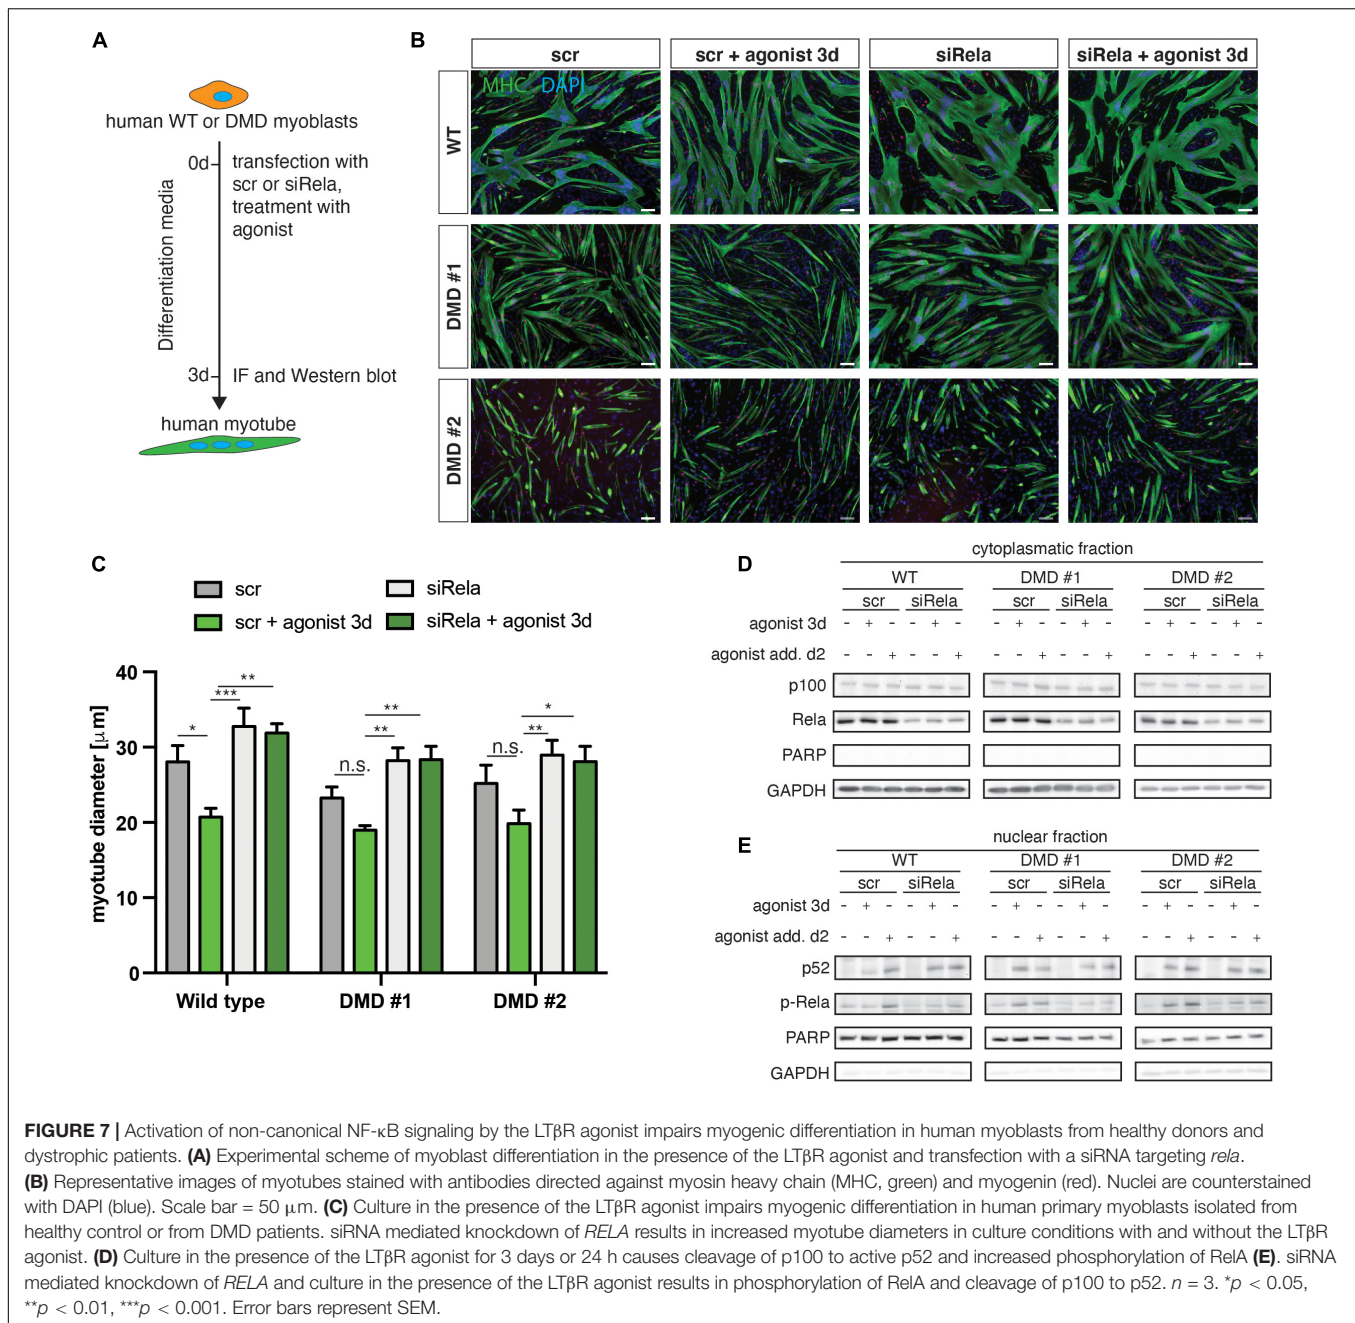 A
human WT or DMD myoblasts
0d
transfection with
scr or siRela,
treatment with
agonist
Differentiation media
3d
IF and Western blot
human myotube
B
scr
scr + agonist 3d
siRela
siRela + agonist 3d
MHC DAPI
WT
DMD #1
DMD #2
C
scr
siRela
scr + agonist 3d
siRela + agonist 3d
myotube diameter [μm]
40
30
20
10
0
* *** **
n.s. ** **
n.s. ** *
Wild type
DMD #1
DMD #2
D
cytoplasmatic fraction
WT DMD #1 DMD #2
scr siRela scr siRela scr siRela
agonist 3d - + - - + - - + - - + - - + - - + -
agonist add. d2 - - + - - + - - + - - + - - + - - +
p100
Rela
PARP
GAPDH
E
nuclear fraction
WT DMD #1 DMD #2
scr siRela scr siRela scr siRela
agonist 3d - + - - + - - + - - + - - + - - + -
agonist add. d2 - - + - - + - - + - - + - - + - - +
p52
p-Rela
PARP
GAPDH
FIGURE 7 | Activation of non-canonical NF-κB signaling by the LTβR agonist impairs myogenic differentiation in human myoblasts from healthy donors and
dystrophic patients. (A) Experimental scheme of myoblast differentiation in the presence of the LTβR agonist and transfection with a siRNA targeting rela.
(B) Representative images of myotubes stained with antibodies directed against myosin heavy chain (MHC, green) and myogenin (red). Nuclei are counterstained
with DAPI (blue). Scale bar = 50 μm. (C) Culture in the presence of the LTβR agonist impairs myogenic differentiation in human primary myoblasts isolated from
healthy control or from DMD patients. siRNA mediated knockdown of RELA results in increased myotube diameters in culture conditions with and without the LTβR
agonist. (D) Culture in the presence of the LTβR agonist for 3 days or 24 h causes cleavage of p100 to active p52 and increased phosphorylation of RelA (E). siRNA
mediated knockdown of RELA and culture in the presence of the LTβR agonist results in phosphorylation of RelA and cleavage of p100 to p52. n = 3. *p < 0.05,
**p < 0.01, ***p < 0.001. Error bars represent SEM.